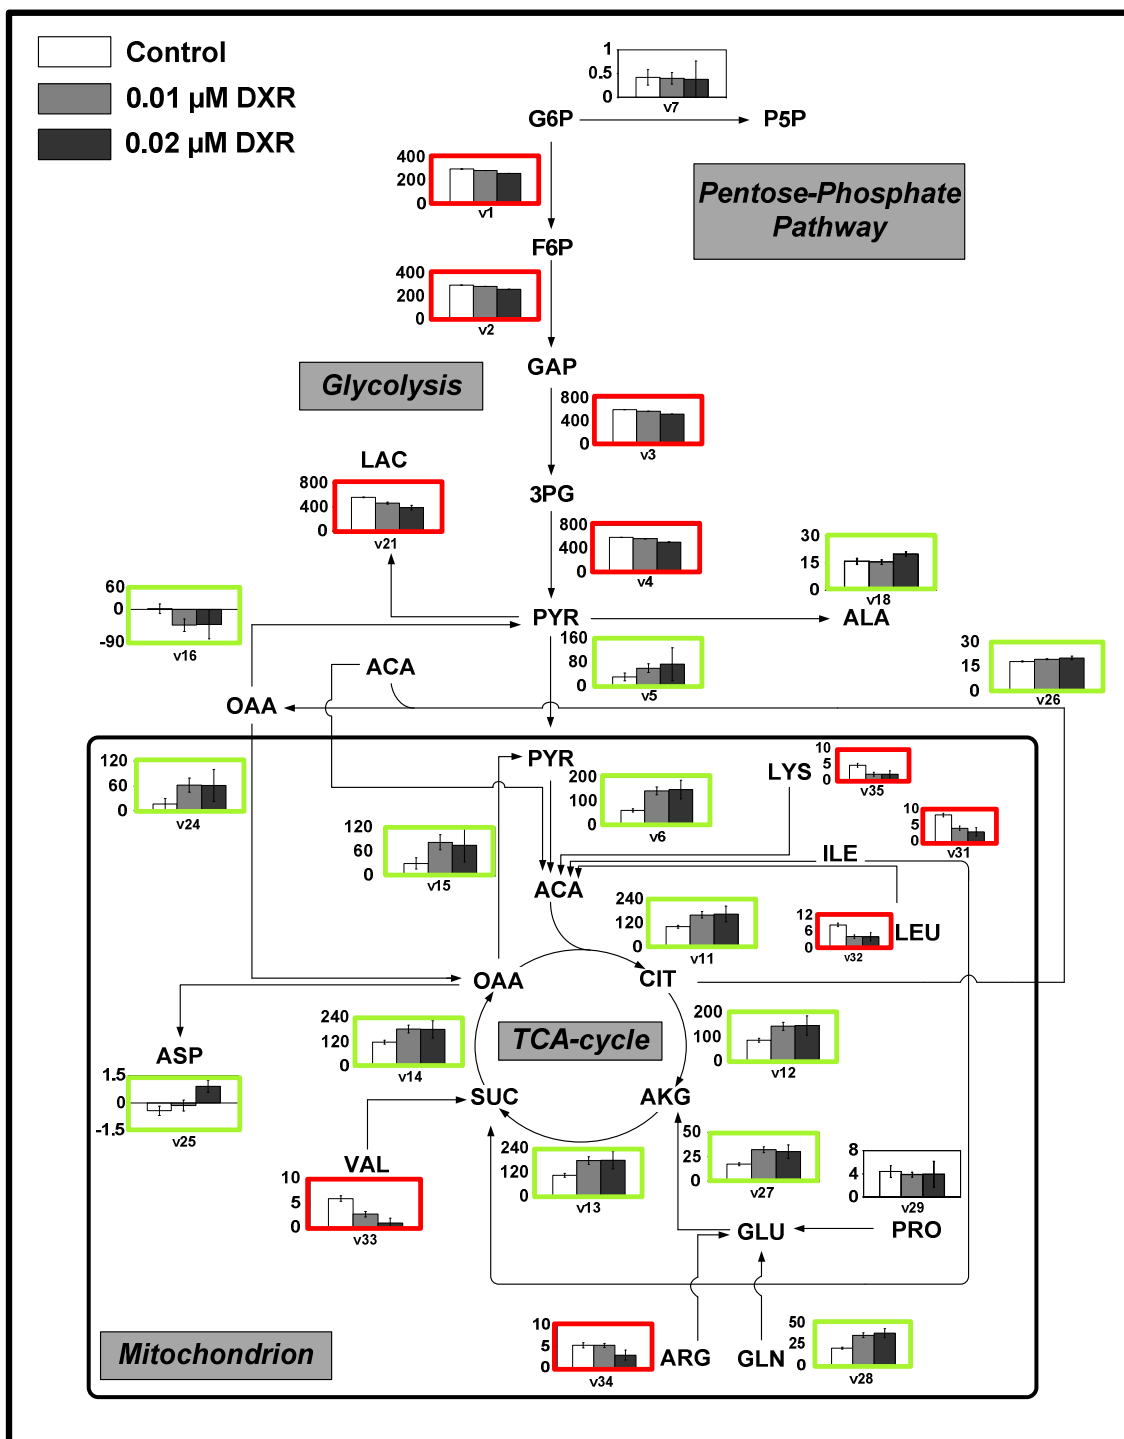 Control
0.01 µM DXR
0.02 µM DXR
1
0.5
0
v7
G6P
P5P
400
200
0
v1
Pentose-Phosphate
Pathway
F6P
400
200
0
v2
GAP
Glycolysis
800
400
0
v3
LAC
800
400
0
v21
3PG
800
400
0
v4
30
15
0
v18
60
0
-90
v16
PYR
ALA
160
80
0
v5
30
15
0
v26
ACA
OAA
120
60
0
v24
PYR
200
100
0
v6
LYS
10
5
0
v35
10
5
0
v31
120
60
0
v15
ILE
ACA
240
120
0
v11
12
6
0
v32
LEU
OAA
CIT
240
120
0
v14
TCA-cycle
200
100
0
v12
ASP
1.5
0
-1.5
v25
SUC
AKG
50
25
0
v27
240
120
0
v13
8
4
0
v29
VAL
10
5
0
v33
GLU
PRO
10
5
0
v34
ARG
GLN
50
25
0
v28
Mitochondrion